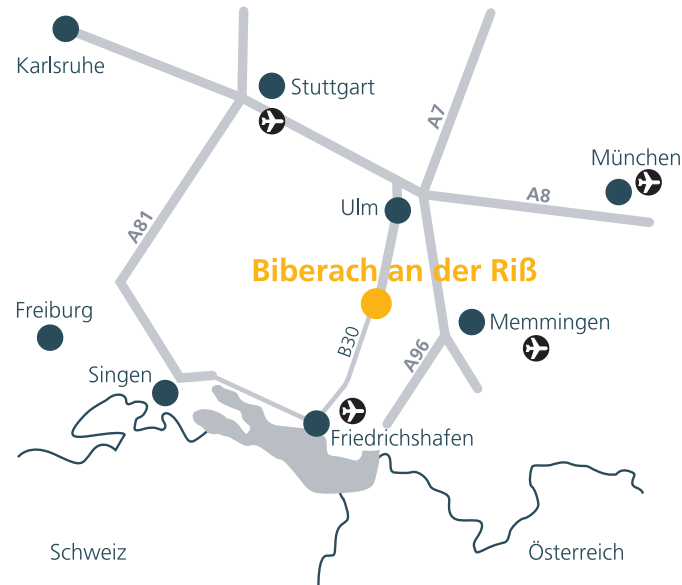 Karlsruhe
Stuttgart
A7
München
A8
Ulm
A81
Biberach an der Riß
Freiburg
B30
Memmingen
A96
Singen
Friedrichshafen
Schweiz
Österreich